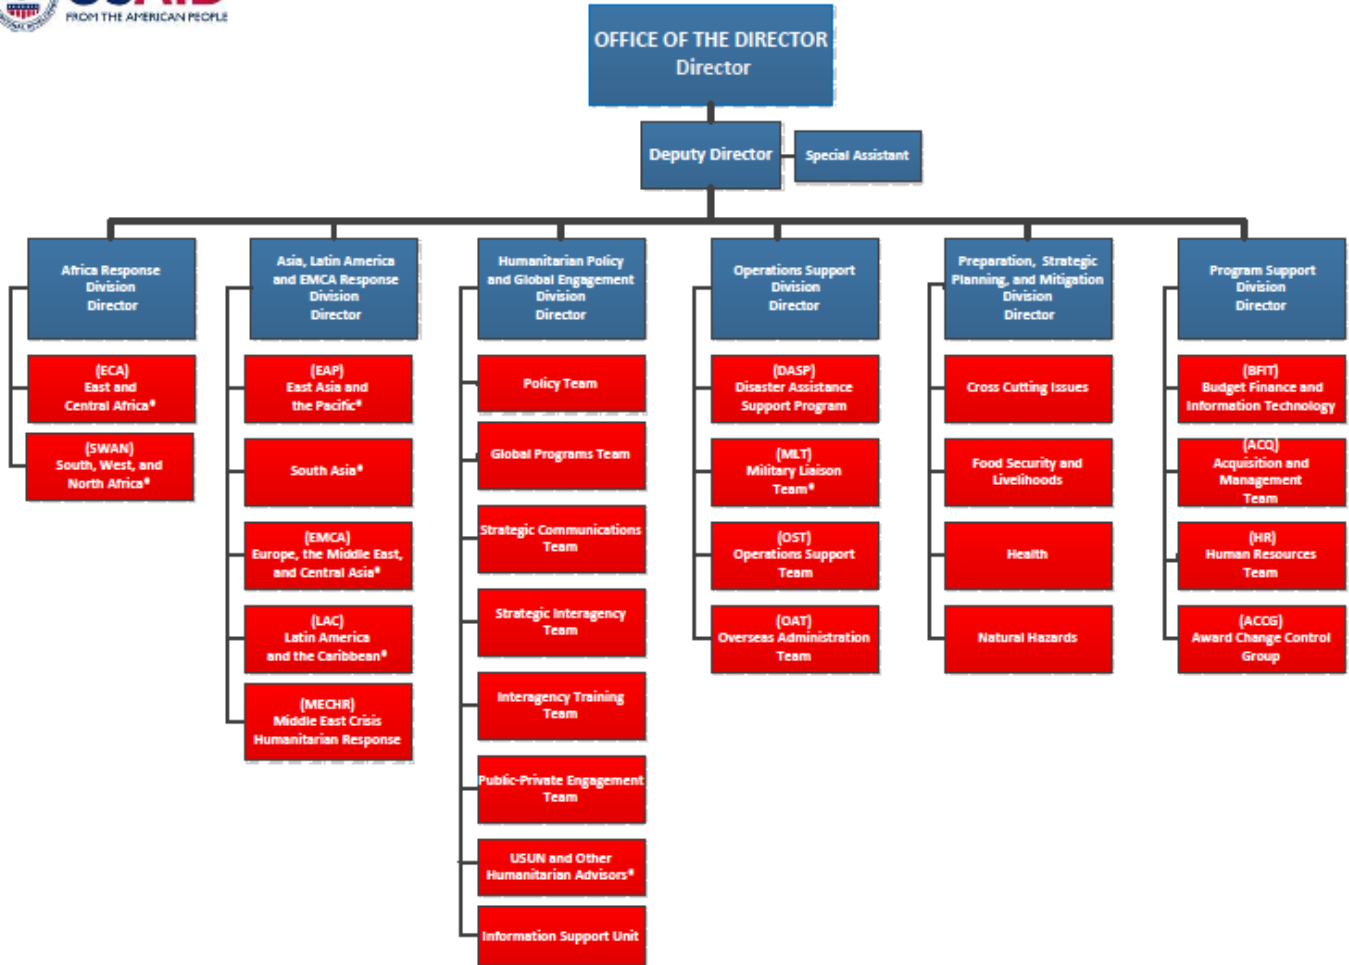 USAID
FROM THE AMERICAN PEOPLE
OFFICE OF THE DIRECTOR
Director
Deputy Director
Special Assistant
Africa Response
Division
Director
(ECA)
East and
Central Africa*
(SWAN)
South, West, and
North Africa*
Asia, Latin America
and EMCA Response
Division
Director
(EAP)
East Asia and
the Pacific*
South Asia*
(EMCA)
Europe, the Middle East,
and Central Asia*
(LAC)
Latin America
and the Caribbean*
(MECHR)
Middle East Crisis
Humanitarian Response
Humanitarian Policy
and Global Engagement
Division
Director
Policy Team
Global Programs Team
Strategic Communications
Team
Strategic Interagency
Team
Interagency Training
Team
Public-Private Engagement
Team
USUN and Other
Humanitarian Advisors*
Information Support Unit
Operations Support
Division
Director
(DASP)
Disaster Assistance
Support Program
(MLT)
Military Liaison
Team*
(OST)
Operations Support
Team
(OAT)
Overseas Administration
Team
Preparation, Strategic
Planning, and Mitigation
Division
Director
Cross Cutting Issues
Food Security and
Livelihoods
Health
Natural Hazards
Program Support
Division
Director
(BFIT)
Budget Finance and
Information Technology
(ACQ)
Acquisition and
Management
Team
(HR)
Human Resources
Team
(ACCG)
Award Change Control
Group